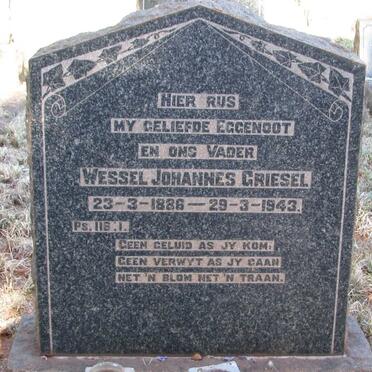 HIER RUS
MY GELIEFDE EGGENOOT
EN ONS VADER
WESSEL JOHANNES GRIESEL
23-3-1886 – 29-3-1943.
PS. 116.1.
GEEN GELUID AS JY KOM;
GEEN VERWYT AS JY GAAN
NET 'N BLOM NET 'N TRAAN.